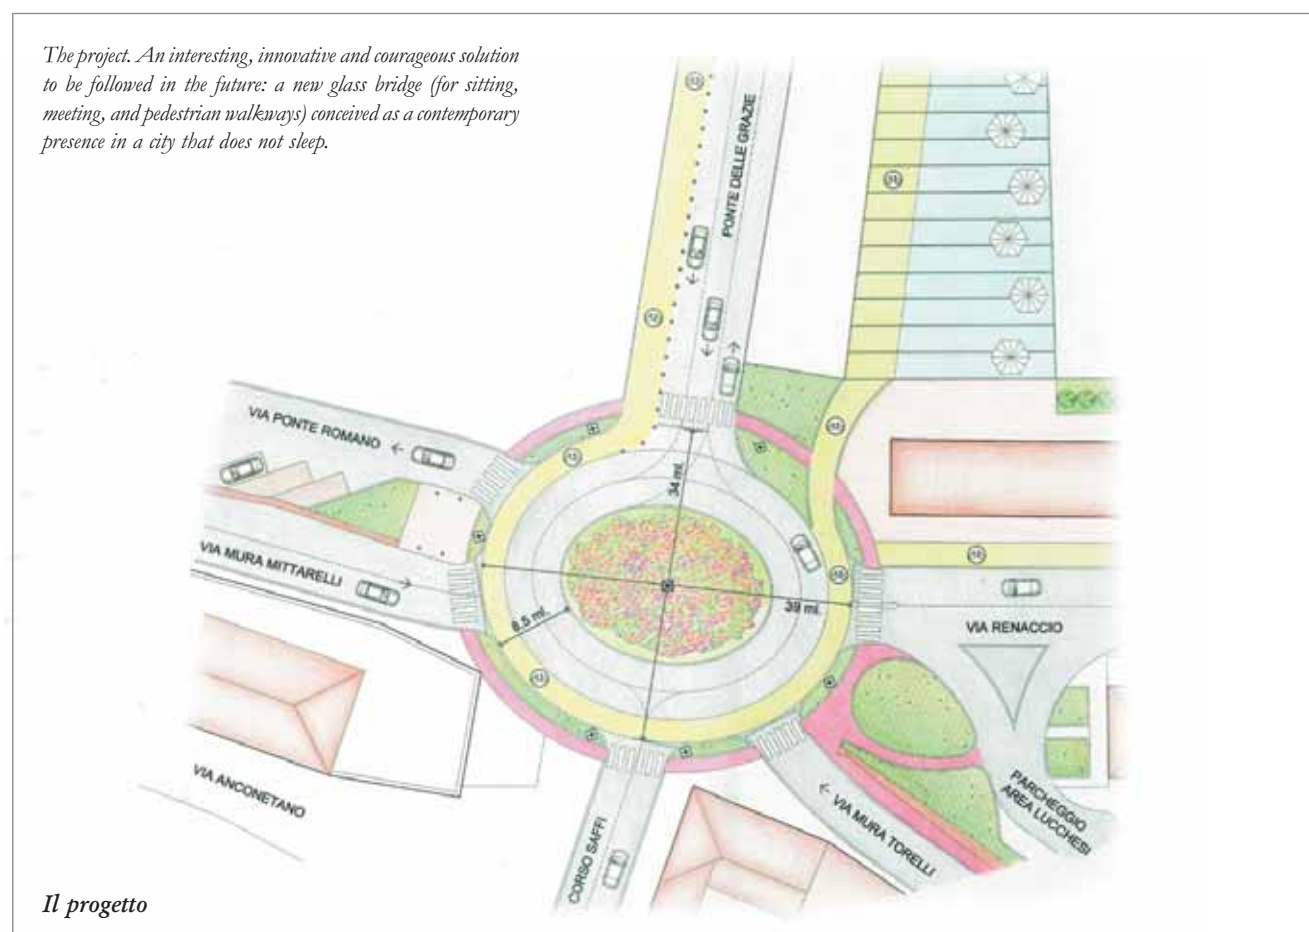 The project. An interesting, innovative and courageous solution
to be followed in the future: a new glass bridge (for sitting,
meeting, and pedestrian walkways) conceived as a contemporary
presence in a city that does not sleep.
PONTE DELLE GRAZIE
VIA PONTE ROMANO
34 ml.
VIA MURA MITTARELLI
39 ml.
6.5 ml.
VIA RENACCIO
VIA ANCONETANO
PARCHEGGIO
AREA LUCCHESI
VIA MURA TORELLI
CORSO SAFFI
Il progetto